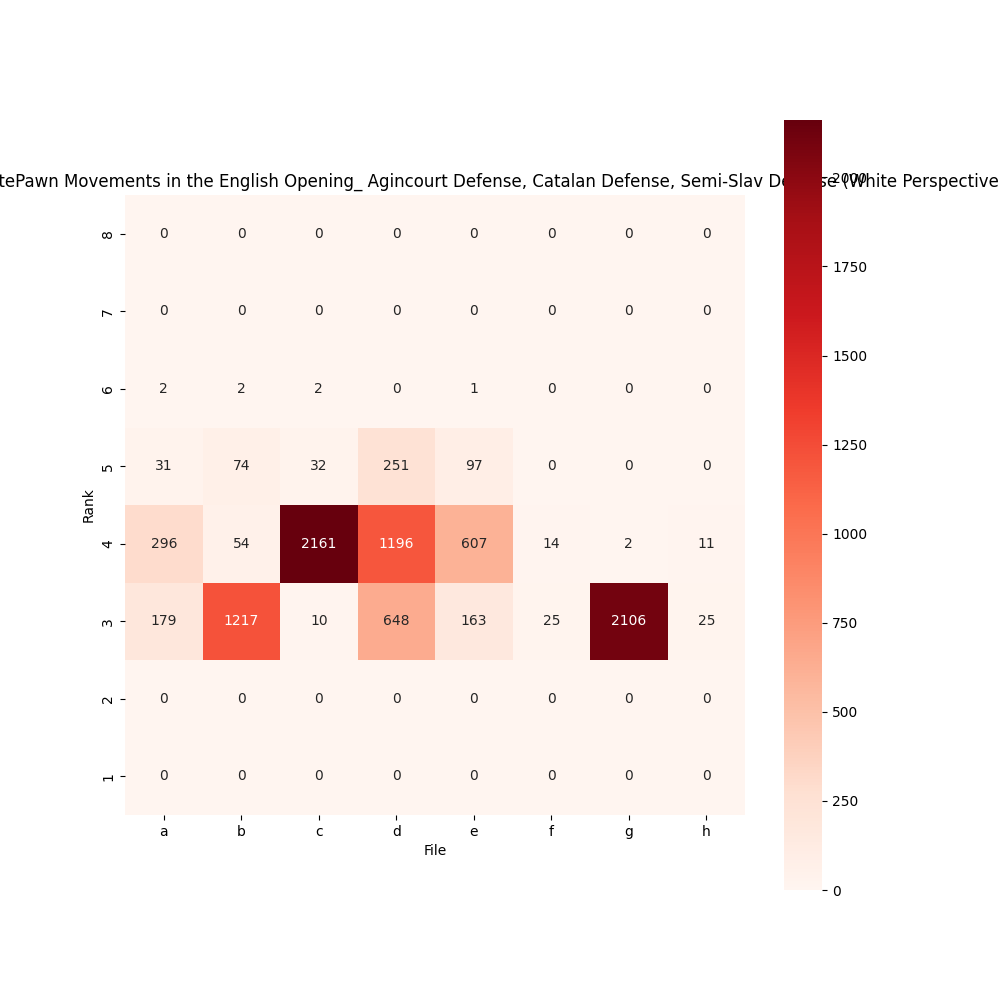 tePawn Movements in the English Opening_ Agincourt Defense, Catalan Defense, Semi-Slav (White Perspective
8 0 0 0 0 0 0 0 0
7 0 0 0 0 0 0 0 0
6 2 2 2 0 1 0 0 0
5 31 74 32 251 97 0 0 0
4 296 54 2161 1196 607 14 2 11
3 179 1217 10 648 163 25 2106 25
2 0 0 0 0 0 0 0 0
1 0 0 0 0 0 0 0 0
a b c d e f g h
File
Rank
2000
1750
1500
1250
1000
750
500
250
0